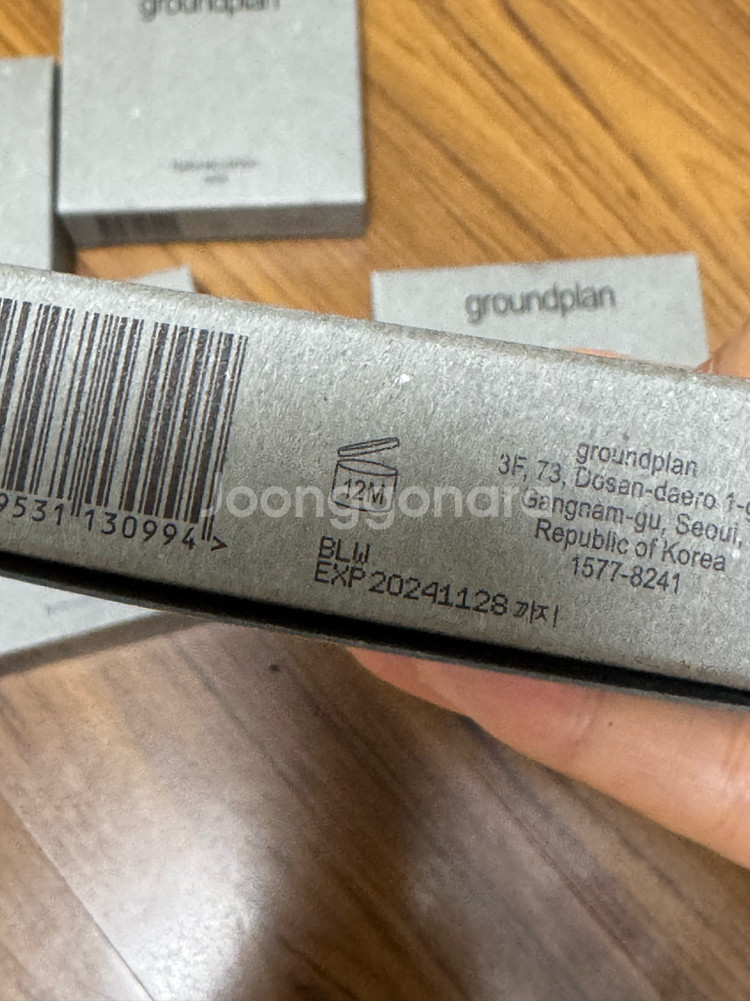 groundplan
groundplan
9531 130994 >
12M
Joonggonara
BLW
EXP 20241128 까지
groundplan
3F, 73, Dosan-daero 1-
Gangnam-gu, Seoul,
Republic of Korea
1577-8241